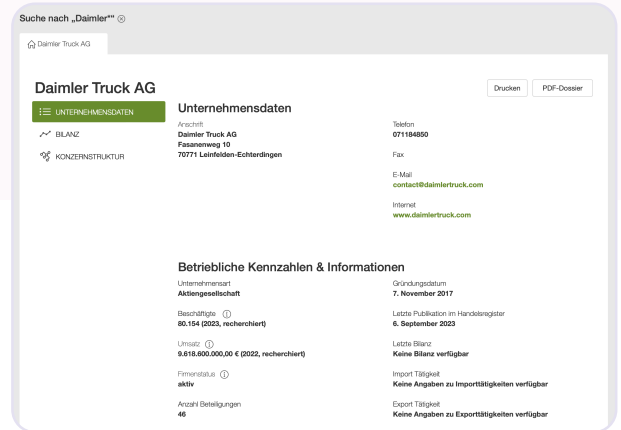 Suche nach „Daimler*“
Daimler Truck AG
Daimler Truck AG
Drucken
PDF-Dossier
UNTERNEHMENSDATEN
BILANZ
KONZERNSTRUKTUR
Unternehmensdaten
Anschrift
Daimler Truck AG
Fasanenweg 10
70771 Leinfelden-Echterdingen
Telefon
071184850
Fax
E-Mail
contact@daimlertruck.com
Internet
www.daimlertruck.com
Betriebliche Kennzahlen & Informationen
Unternehmensart
Aktiengesellschaft
Beschäftigte
80.154 (2023, recherchiert)
Umsatz
9.618.600.000,00 € (2022, recherchiert)
Firmenstatus
aktiv
Anzahl Beteiligungen
46
Gründungsdatum
7. November 2017
Letzte Publikation im Handelsregister
6. September 2023
Letzte Bilanz
Keine Bilanz verfügbar
Import Tätigkeit
Keine Angaben zu Importtätigkeiten verfügbar
Export Tätigkeit
Keine Angaben zu Exporttätigkeiten verfügbar